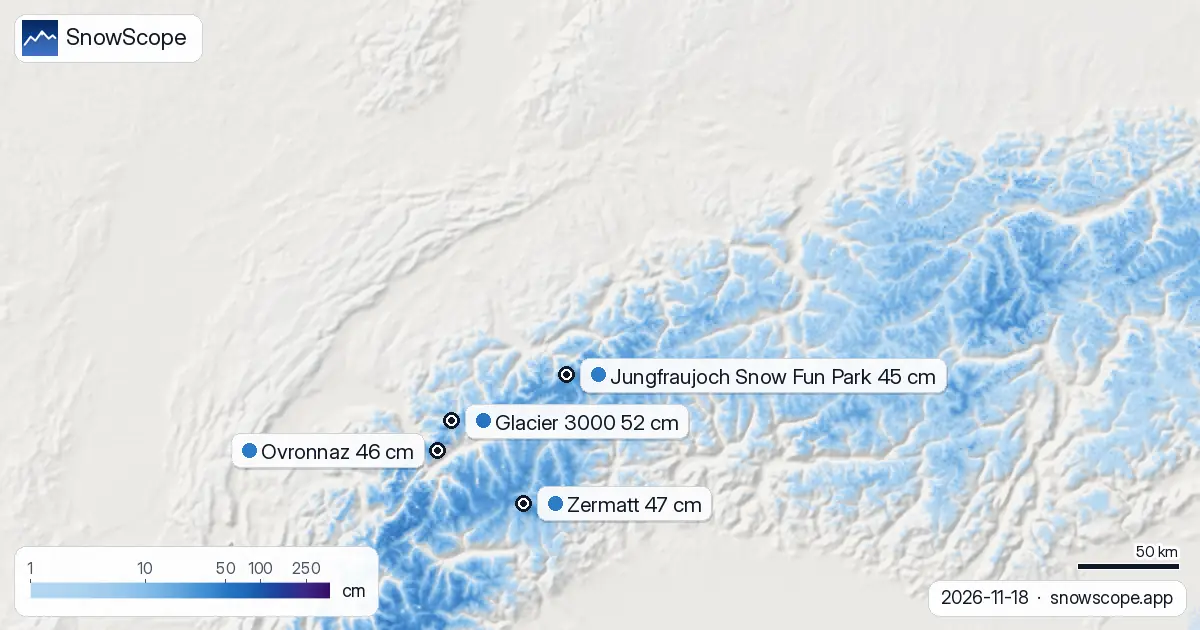 SnowScope
Jungfraujoch Snow Fun Park 45 cm
Glacier 3000 52 cm
Ovronnaz 46 cm
Zermatt 47 cm
1 10 50 100 250
cm
50 km
2026-11-18 · snowscope.app